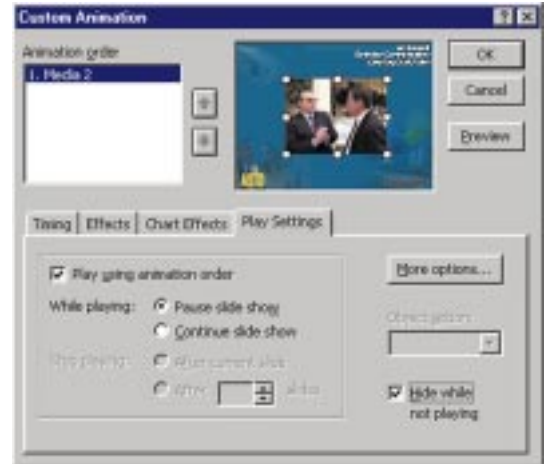 Custom Animation
Animation order
1. Media 2
OK
Cancel
Preview
Timing
Effects
Chart Effects
Play Settings
Play using animation order
More options...
While playing:
Pause slide show
Continue slide show
Object action:
Stop playing:
After current slide
After
slides
Hide while
not playing